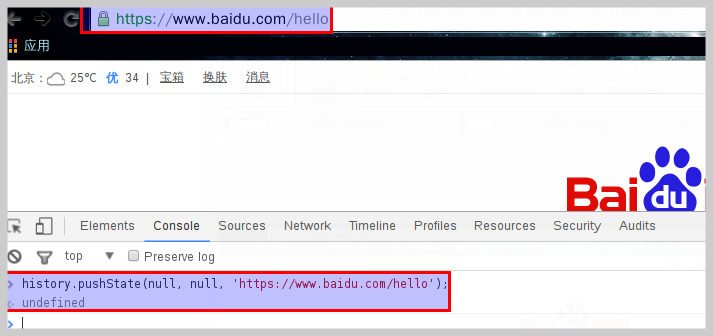 https://www.baidu.com/hello
应用
北京： 25℃ 优 34 | 宝箱 换肤 消息
Bai du
Elements Console Sources Network Timeline Profiles Resources Security Audits
top Preserve log
history.pushState(null, null, 'https://www.baidu.com/hello');
undefined